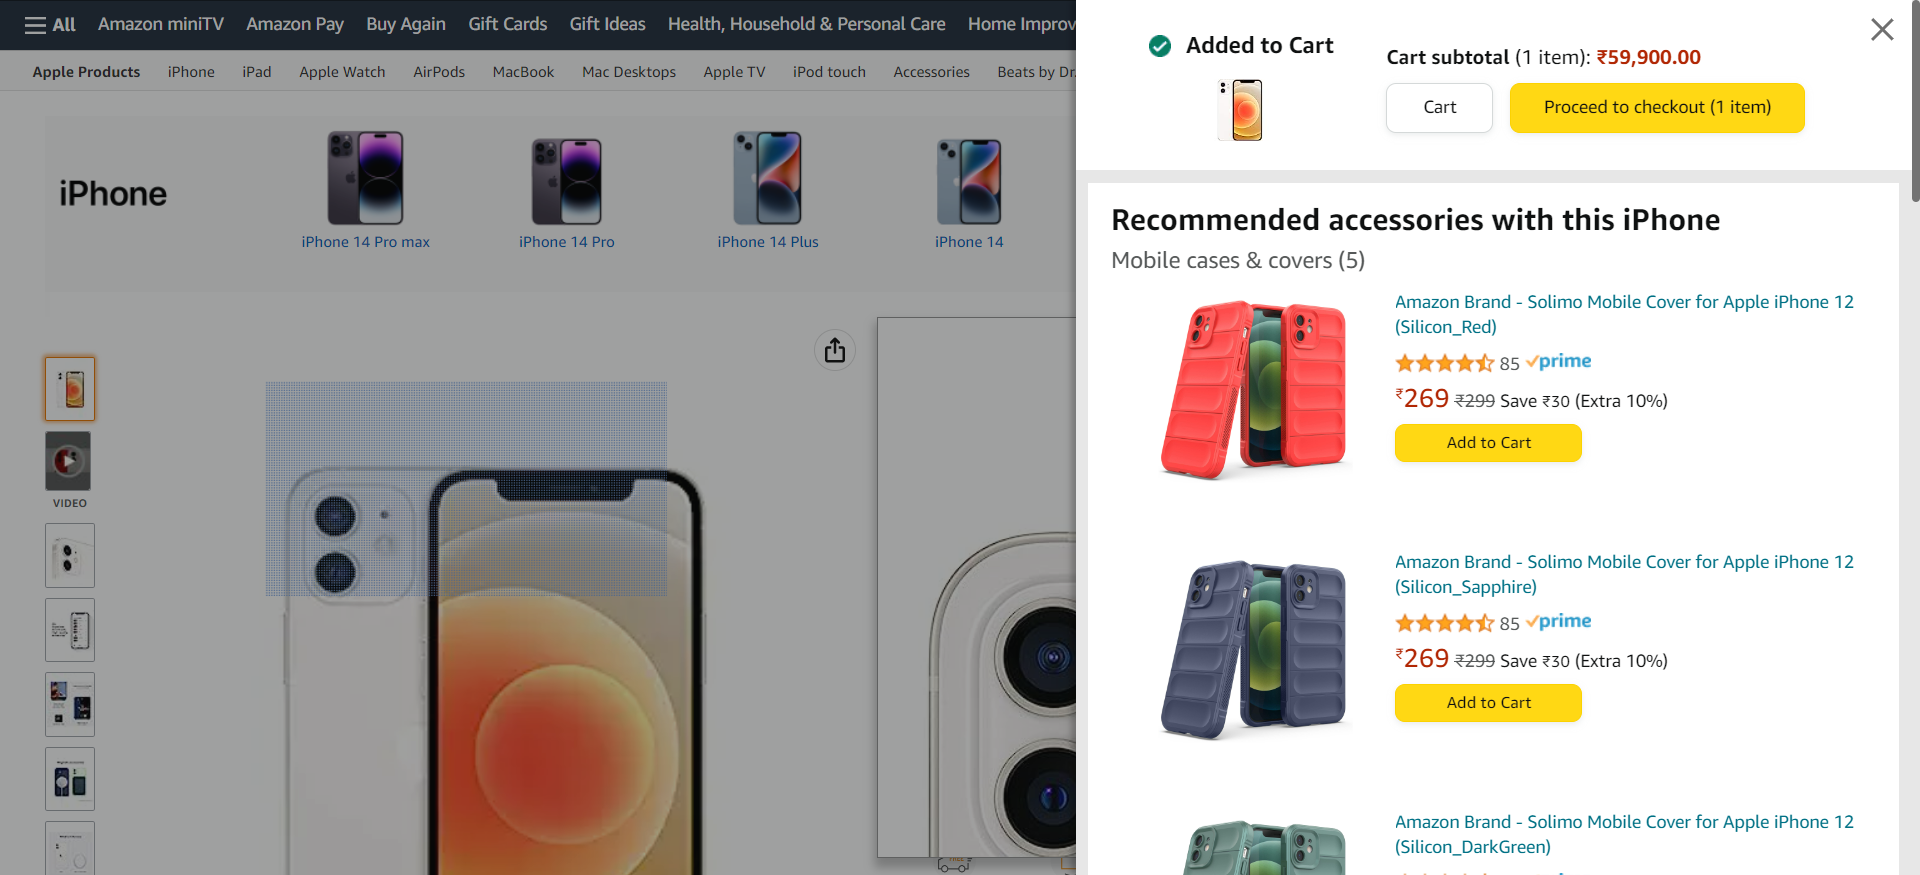 All Amazon miniTV Amazon Pay Buy Again Gift Cards Gift Ideas Health, Household & Personal Care Home Improv
Apple Products iPhone iPad Apple Watch AirPods MacBook Mac Desktops Apple TV iPod touch Accessories Beats by Dr.
iPhone
iPhone 14 Pro max iPhone 14 Pro iPhone 14 Plus iPhone 14
VIDEO
FREE
Added to Cart
Cart subtotal (1 item): ₹59,900.00
Cart Proceed to checkout (1 item)
Recommended accessories with this iPhone
Mobile cases & covers (5)
Amazon Brand - Solimo Mobile Cover for Apple iPhone 12
(Silicon_Red)
85 prime
₹269 ₹299 Save ₹30 (Extra 10%)
Add to Cart
Amazon Brand - Solimo Mobile Cover for Apple iPhone 12
(Silicon_Sapphire)
85 prime
₹269 ₹299 Save ₹30 (Extra 10%)
Add to Cart
Amazon Brand - Solimo Mobile Cover for Apple iPhone 12
(Silicon_DarkGreen)